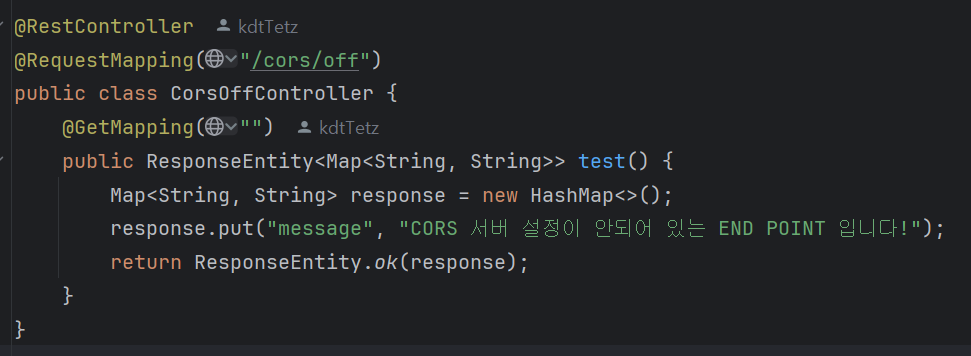 @RestController kdtTetz
@RequestMapping("/cors/off")
public class CorsOffController {
@GetMapping("") kdtTetz
public ResponseEntity<Map<String, String>> test() {
Map<String, String> response = new HashMap<>();
response.put("message", "CORS 서버 설정이 안되어 있는 END POINT 입니다!");
return ResponseEntity.ok(response);
}
}